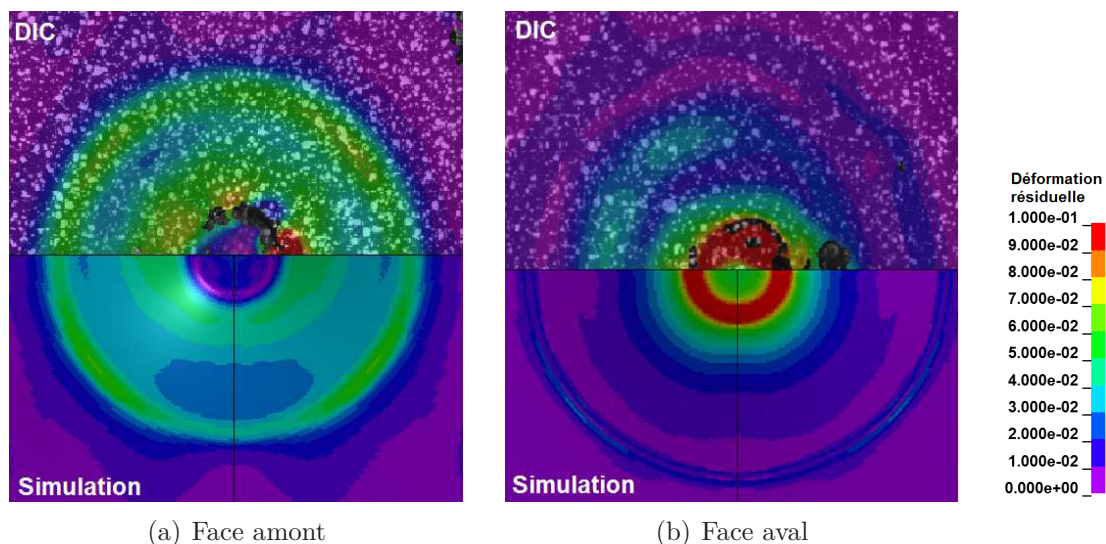 DIC
DIC
Déformation
résiduelle
1.000e-01
9.000e-02
8.000e-02
7.000e-02
6.000e-02
5.000e-02
4.000e-02
3.000e-02
2.000e-02
1.000e-02
0.000e+00
Simulation
Simulation
(a) Face amont
(b) Face aval